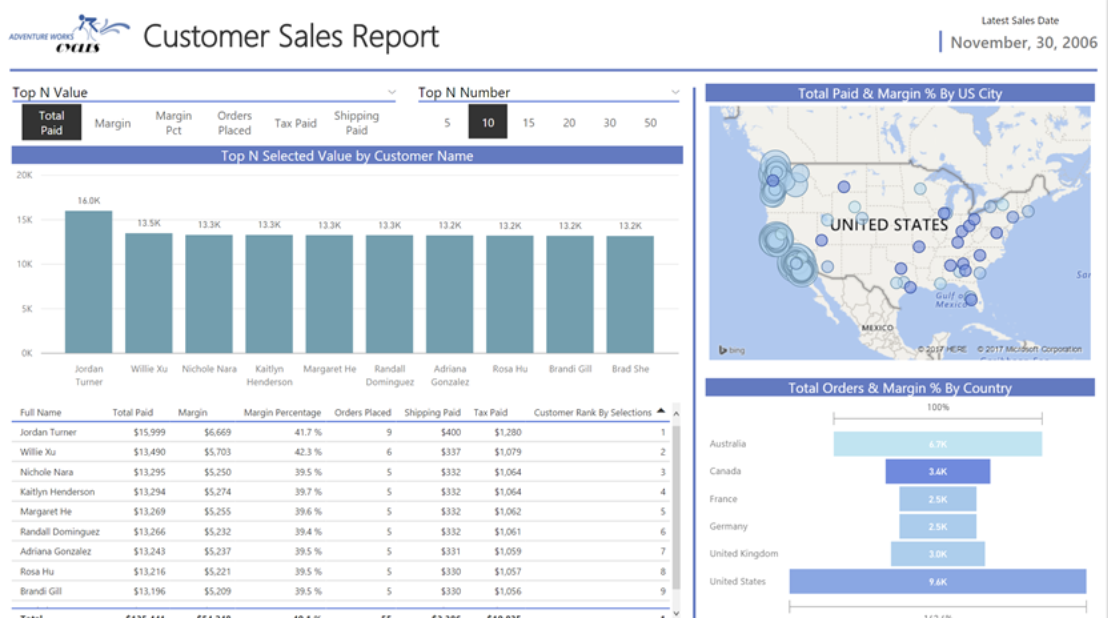 ADVENTURE WORKS
CYCLES
Customer Sales Report
Latest Sales Date
November, 30, 2006
Top N Value
Total Paid
Margin
Margin Pct
Orders Placed
Tax Paid
Shipping Paid
Top N Number
5 10 15 20 30 50
Top N Selected Value by Customer Name
20K
15K
10K
5K
0K
16.0K 13.5K 13.3K 13.3K 13.3K 13.3K 13.2K 13.2K 13.2K 13.2K
Jordan Turner
Willie Xu
Nichole Nara
Kaitlyn Henderson
Margaret He
Randall Dominguez
Adriana Gonzalez
Rosa Hu
Brandi Gill
Brad She
Full Name Total Paid Margin Margin Percentage Orders Placed Shipping Paid Tax Paid Customer Rank By Selections
Jordan Turner $15,999 $6,669 41.7 % 9 $400 $1,280 1
Willie Xu $13,490 $5,703 42.3 % 6 $337 $1,079 2
Nichole Nara $13,295 $5,250 39.5 % 5 $332 $1,064 3
Kaitlyn Henderson $13,294 $5,274 39.7 % 5 $332 $1,064 4
Margaret He $13,269 $5,255 39.6 % 5 $332 $1,062 5
Randall Dominguez $13,266 $5,232 39.4 % 5 $332 $1,061 6
Adriana Gonzalez $13,243 $5,237 39.5 % 5 $331 $1,059 7
Rosa Hu $13,216 $5,221 39.5 % 5 $330 $1,057 8
Brandi Gill $13,196 $5,209 39.5 % 5 $330 $1,056 9
Total
Total Paid & Margin % By US City
UNITED STATES
Gulf of
Mexico
MEXICO
bing
© 2017 HERE © 2017 Microsoft Corporation
Total Orders & Margin % By Country
100%
Australia 6.7K
Canada 3.4K
France 2.5K
Germany 2.5K
United Kingdom 3.0K
United States 9.6K